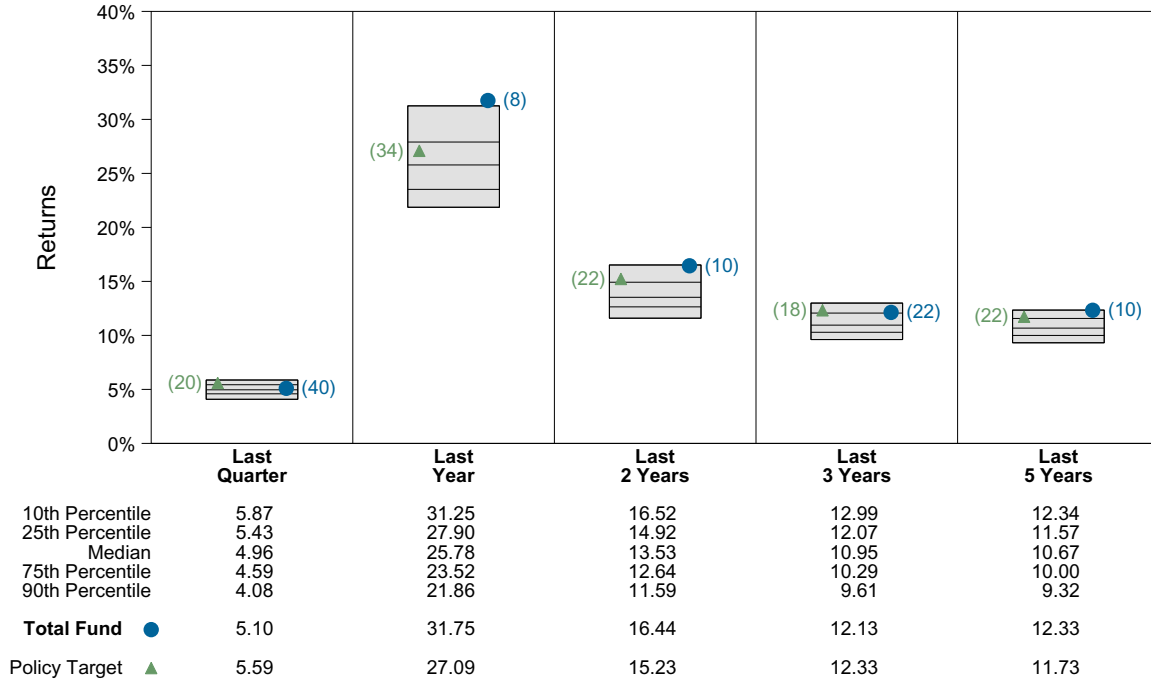 40%
35%
30%
25%
20%
15%
10%
5%
0%
Returns
(20)
(40)
(34)
(8)
(22)
(10)
(18)
(22)
(22)
(10)
Last
Quarter
Last
Year
Last
2 Years
Last
3 Years
Last
5 Years
10th Percentile 5.87 31.25 16.52 12.99 12.34
25th Percentile 5.43 27.90 14.92 12.07 11.57
Median 4.96 25.78 13.53 10.95 10.67
75th Percentile 4.59 23.52 12.64 10.29 10.00
90th Percentile 4.08 21.86 11.59 9.61 9.32
Total Fund 5.10 31.75 16.44 12.13 12.33
Policy Target 5.59 27.09 15.23 12.33 11.73